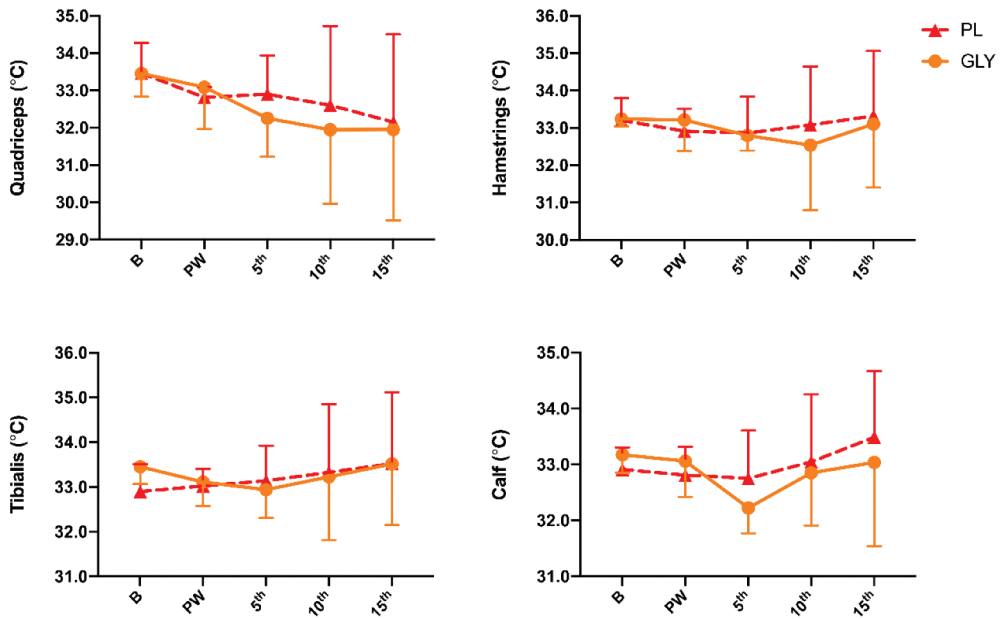 35.0
34.0
33.0
32.0
31.0
30.0
29.0
Quadriceps (°C)
B
PW
5th
10th
15th
36.0
35.0
34.0
33.0
32.0
31.0
30.0
Hamstrings (°C)
B
PW
5th
10th
15th
PL
GLY
36.0
35.0
34.0
33.0
32.0
31.0
Tibialis (°C)
B
PW
5th
10th
15th
35.0
34.0
33.0
32.0
31.0
Calf (°C)
B
PW
5th
10th
15th